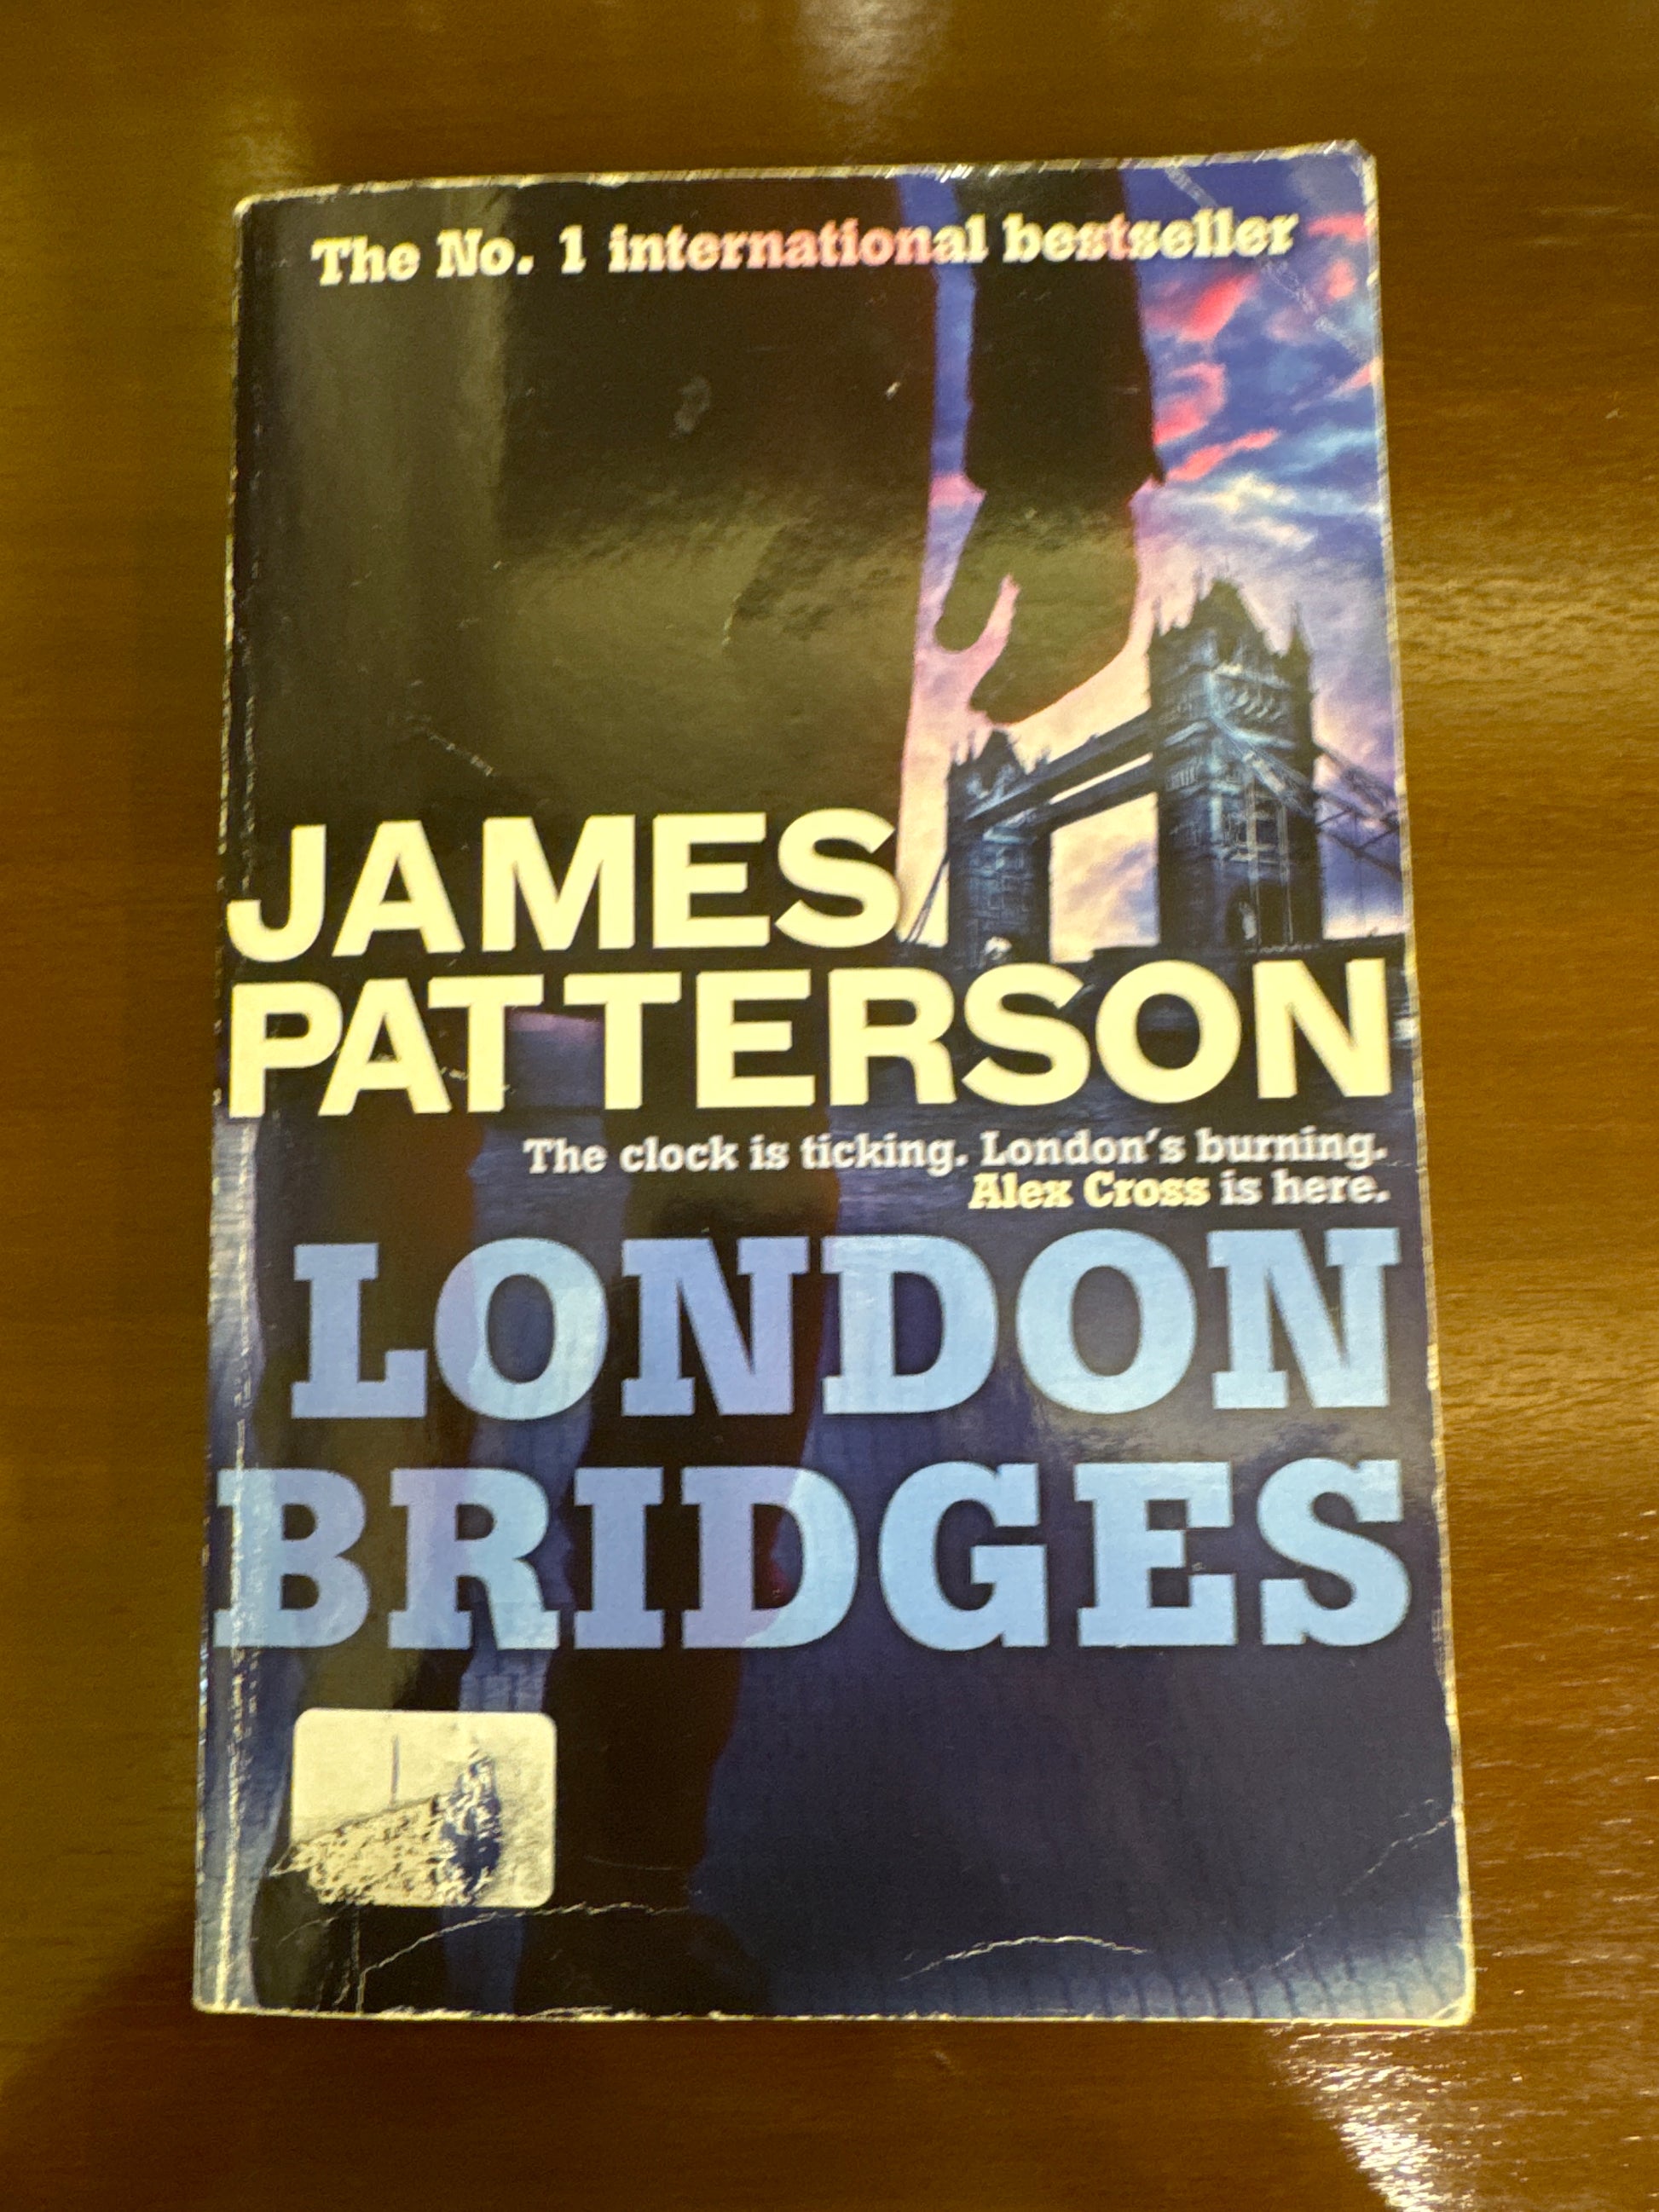 The No. 1 international bestseller
JAMES
PATTERSON
The clock is ticking. London's burning.
Alex Cross is here.
LONDON
BRIDGES